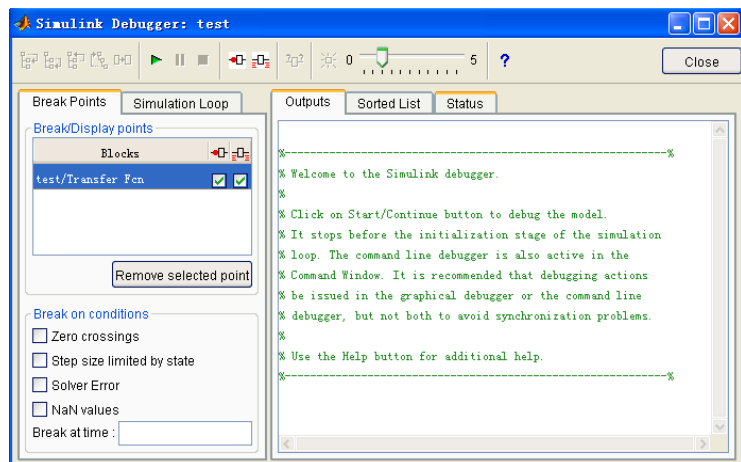 Simulink Debugger: test
0 5 ? Close
Break Points Simulation Loop
Break/Display points
Blocks
test/Transfer Fcn
Remove selected point
Break on conditions
Zero crossings
Step size limited by state
Solver Error
NaN values
Break at time :
Outputs Sorted List Status
%----------------------------------------------------------------%
% Welcome to the Simulink debugger.
%
% Click on Start/Continue button to debug the model.
% It stops before the initialization stage of the simulation
% loop. The command line debugger is also active in the
% Command Window. It is recommended that debugging actions
% be issued in the graphical debugger or the command line
% debugger, but not both to avoid synchronization problems.
%
% Use the Help button for additional help.
%----------------------------------------------------------------%